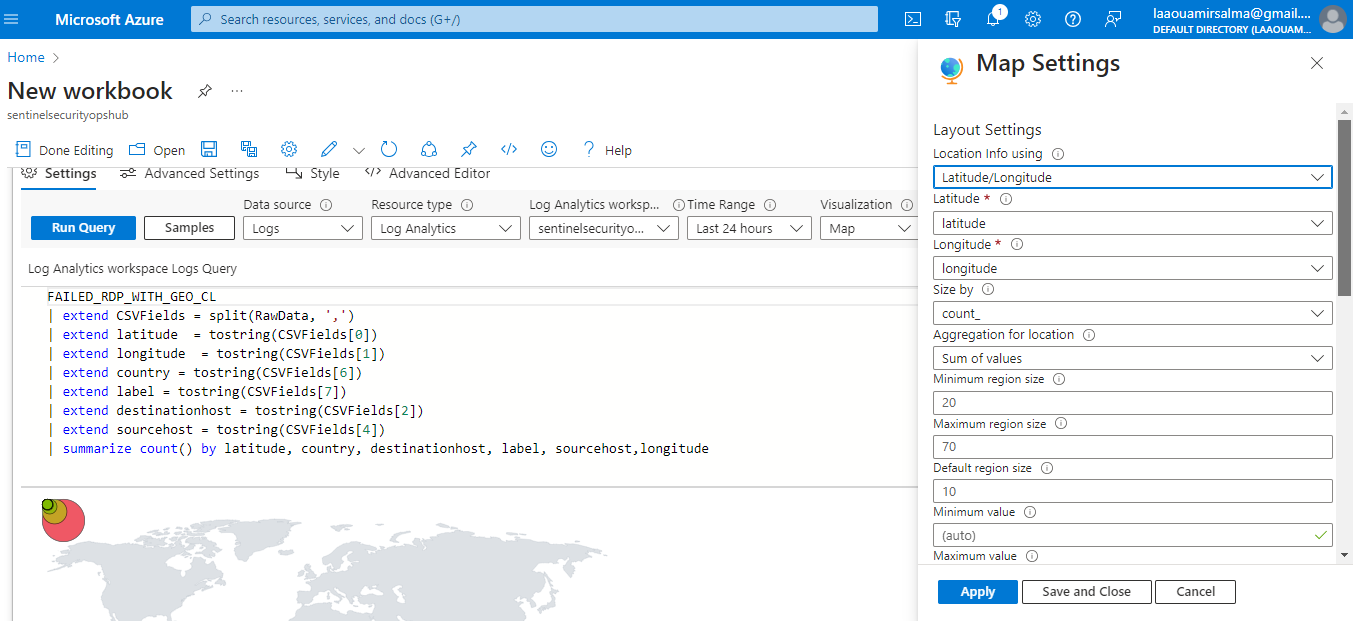 Microsoft Azure
Search resources, services, and docs (G+/)
1
laaouamirsalma@gmail....
DEFAULT DIRECTORY (LAAOUAM...
Home
New workbook
...
sentinelsecurityopshub
Done Editing
Open
Help
Settings
Advanced Settings
Style
Advanced Editor
Run Query
Samples
Data source
Logs
Resource type
Log Analytics
Log Analytics worksp...
sentinelsecurityo...
Time Range
Last 24 hours
Visualization
Map
Log Analytics workspace Logs Query
FAILED_RDP_WITH_GEO_CL
| extend CSVFields = split(RawData, ',')
| extend latitude  = tostring(CSVFields[0])
| extend longitude  = tostring(CSVFields[1])
| extend country = tostring(CSVFields[6])
| extend label = tostring(CSVFields[7])
| extend destinationhost = tostring(CSVFields[2])
| extend sourcehost = tostring(CSVFields[4])
| summarize count() by latitude, country, destinationhost, label, sourcehost,longitude
Map Settings
Layout Settings
Location Info using
Latitude/Longitude
Latitude *
latitude
Longitude *
longitude
Size by
count_
Aggregation for location
Sum of values
Minimum region size
20
Maximum region size
70
Default region size
10
Minimum value
(auto)
Maximum value
Apply
Save and Close
Cancel